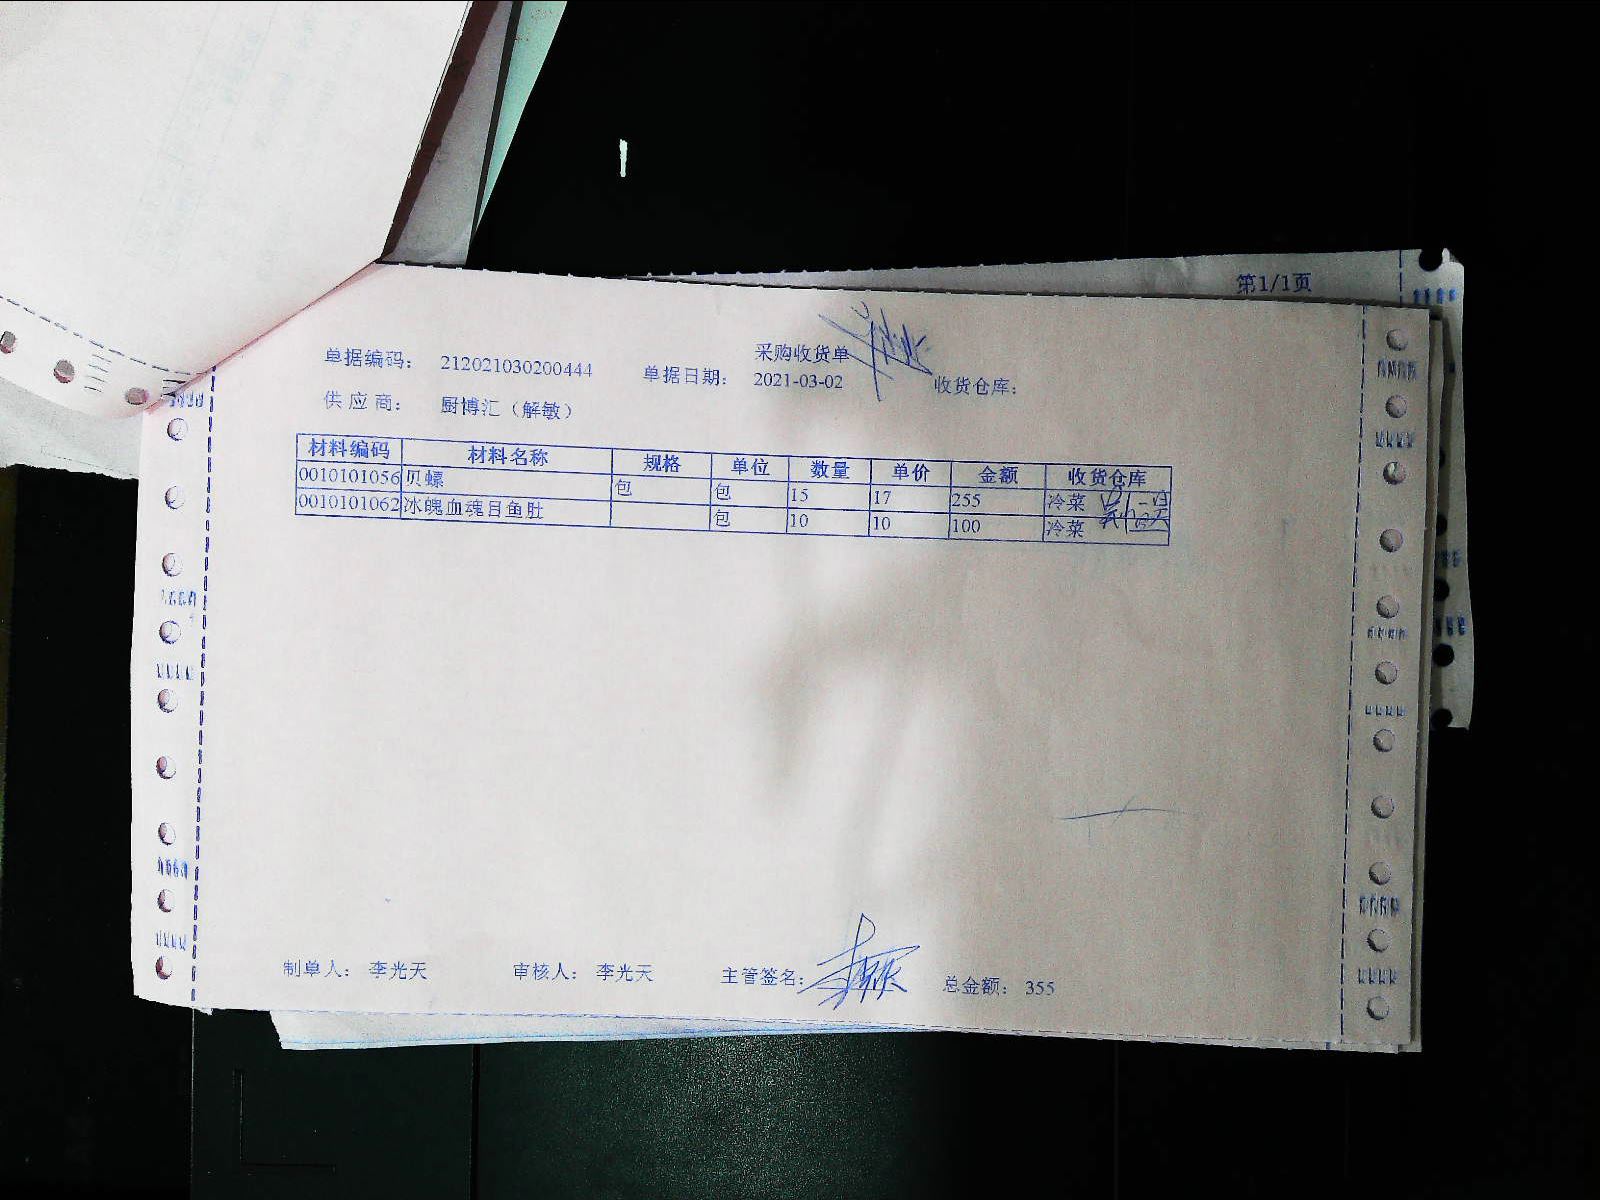 第1/1页
采购收货单
单据编码: 212021030200444 单据日期: 2021-03-02 收货仓库:
供应商: 厨博汇(解敏)
材料编码 材料名称 规格 单位 数量 单价 金额 收货仓库
0010101056 贝螺 包 包 15 17 255 冷菜
0010101062 冰魄血魂目鱼肚 包 10 10 100 冷菜
制单人: 李光天 审核人: 李光天 主管签名: 总金额: 355